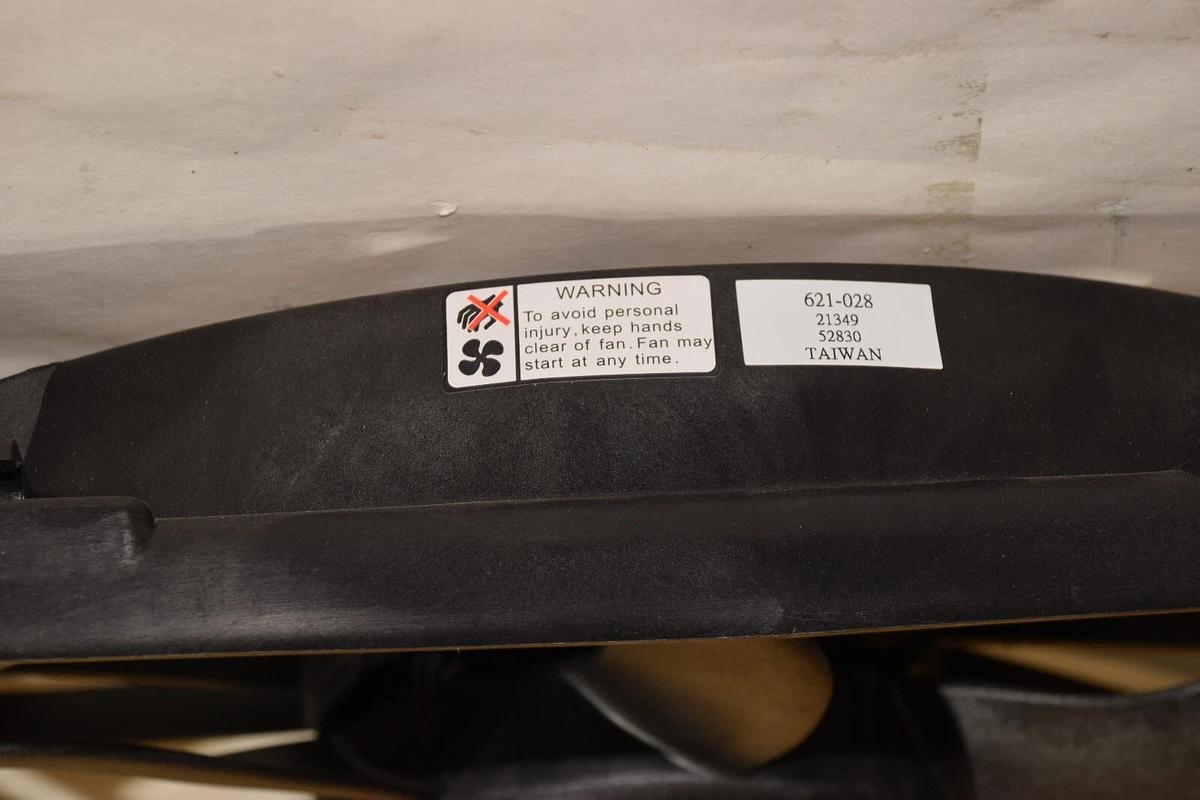 WARNING
To avoid personal
injury, keep hands
clear of fan. Fan may
start at any time.
621-028
21349
52830
TAIWAN